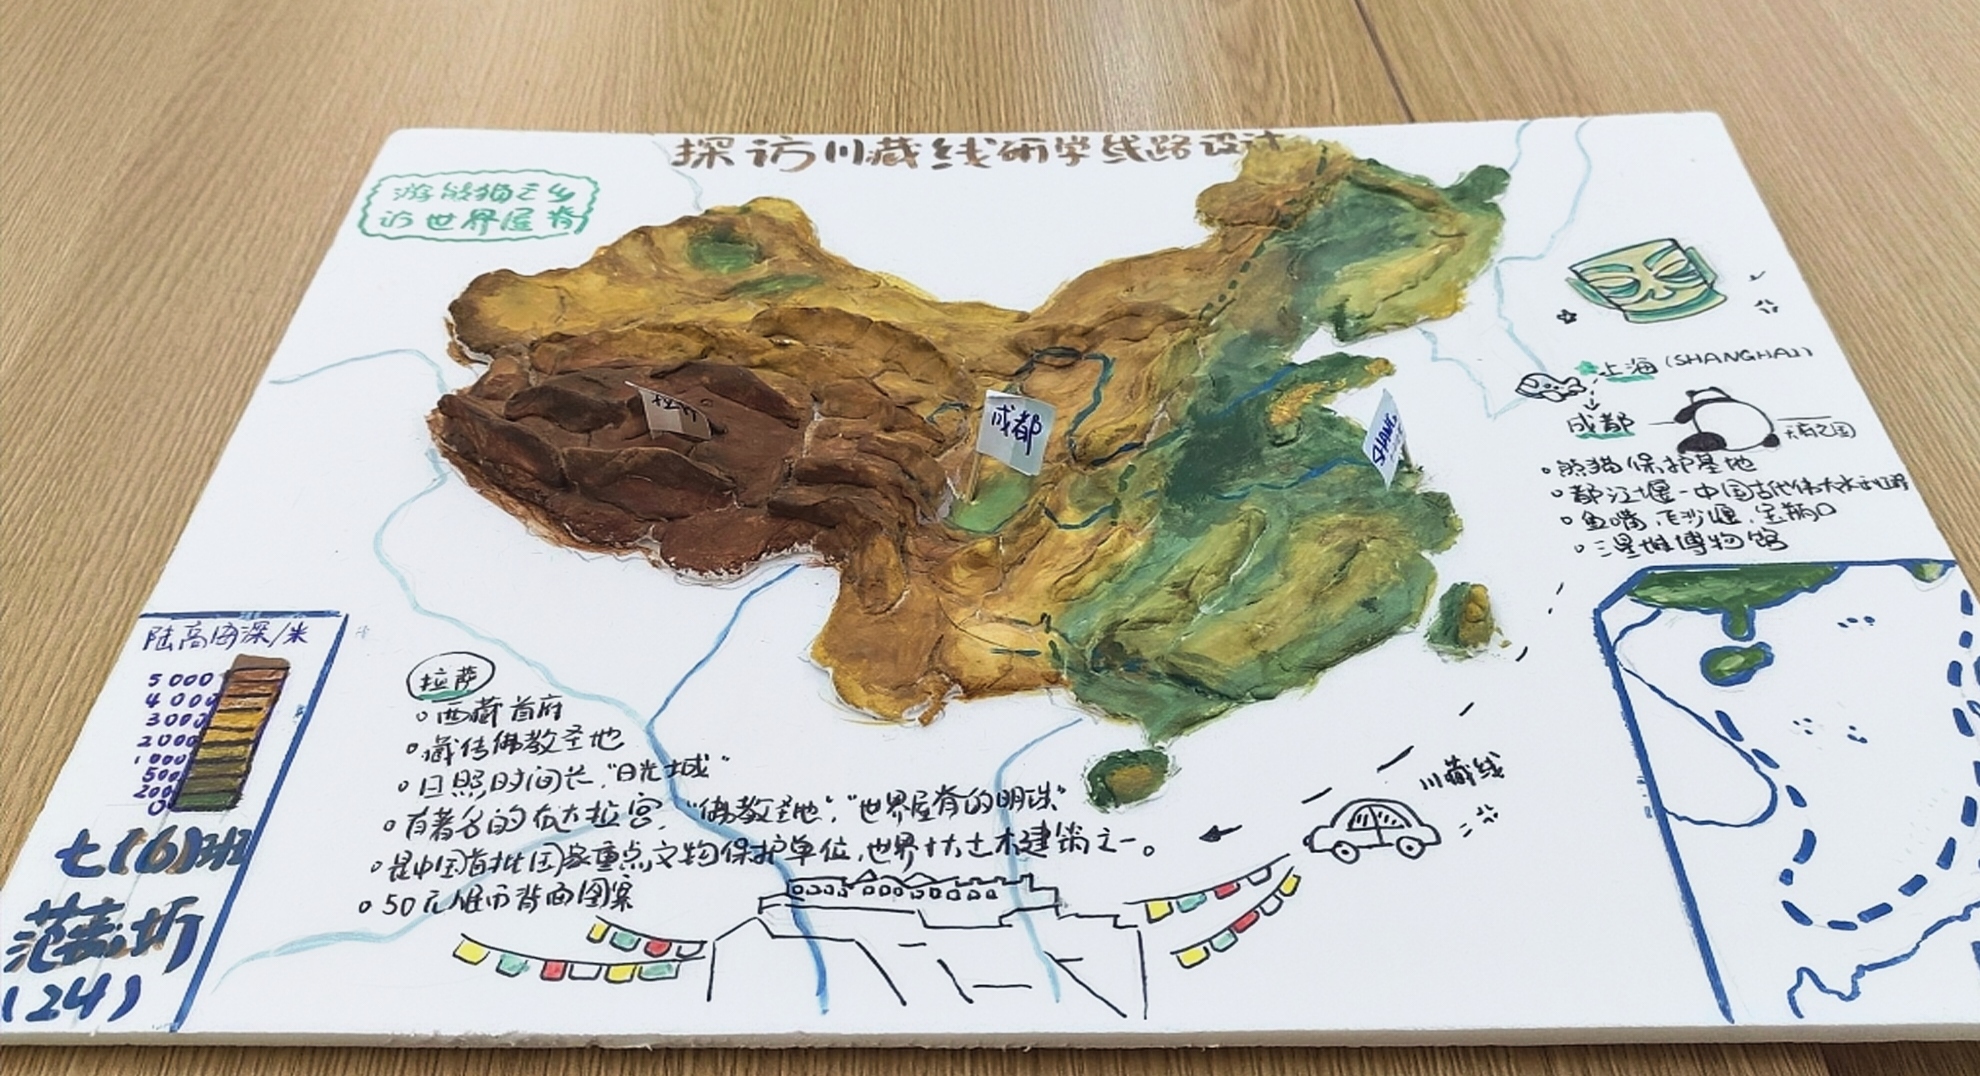 探访川藏线研学线路设计
游熊猫之乡
访世界屋脊
上海(SHANGHAI)
成都
天府之国
。熊猫保护基地
。都江堰-中国古代伟大水利工程
。鱼嘴、飞沙堰、宝瓶口
。三星堆博物馆
拉萨
成都
SHANG
陆高海深/米
5000
4000
3000
2000
1000
500
200
0
七(6)班
(24)
拉萨
。西藏首府
。藏传佛教圣地
。日照时间长,"日光城"
。有著名的布达拉宫,"佛教圣地","世界屋脊的明珠"
。是中国首批国家重点文物保护单位,世界十大土木建筑之一。
。50元纸币背面图案
川藏线